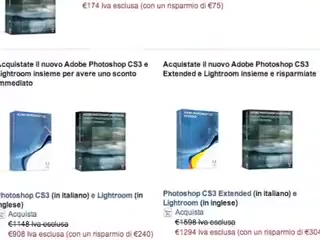 €174 Iva esclusa (con un risparmio di €75)
Acquistate il nuovo Adobe Photoshop CS3 e
Lightroom insieme per avere uno sconto
immediato
Acquistate il nuovo Adobe Photoshop CS3
Extended e Lightroom insieme e risparmiate
Photoshop CS3 (in italiano) e Lightroom (in
inglese)
Acquista
€1148 Iva esclusa
€908 Iva esclusa (con un risparmio di €240)
Photoshop CS3 Extended (in italiano) e
Lightroom (in inglese)
Acquista
€1598 Iva esclusa
€1294 Iva esclusa (con un risparmio di €304